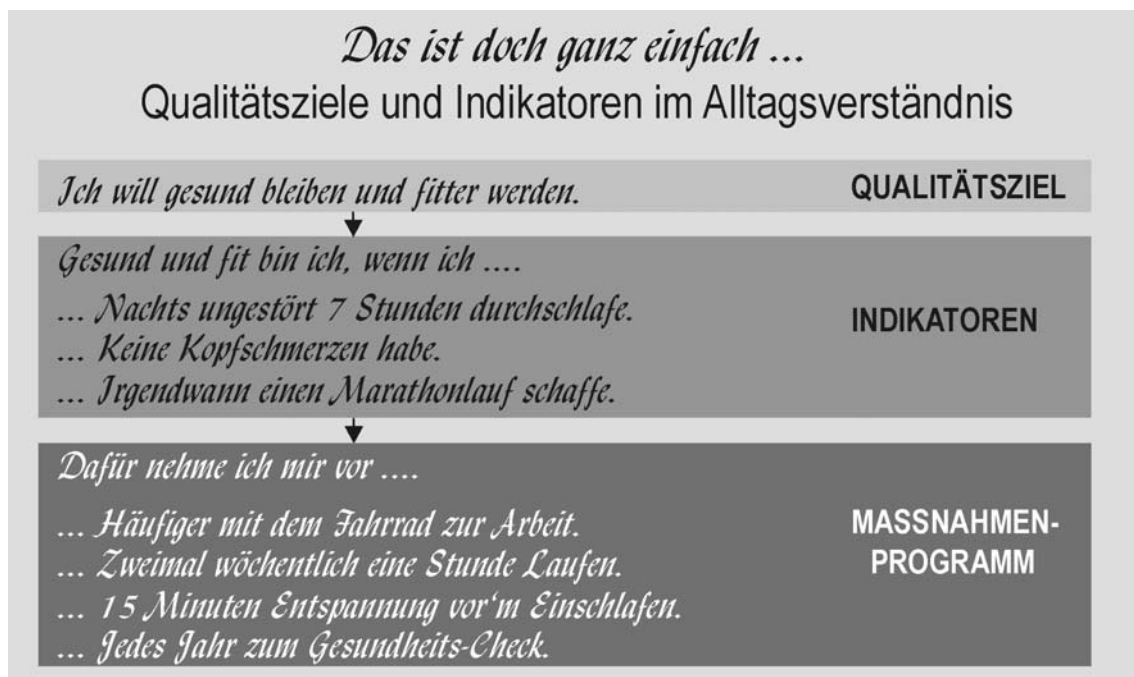 Das ist doch ganz einfach ...
Qualitätsziele und Indikatoren im Alltagsverständnis
Ich will gesund bleiben und fitter werden.
QUALITÄTSZIEL
Gesund und fit bin ich, wenn ich ....
... Nachts ungestört 7 Stunden durchschlafe.
... Keine Kopfschmerzen habe.
... Irgendwann einen Marathonlauf schaffe.
INDIKATOREN
Dafür nehme ich mir vor ....
... Häufiger mit dem Fahrrad zur Arbeit.
... Zweimal wöchentlich eine Stunde Laufen.
... 15 Minuten Entspannung vor‘m Einschlafen.
... Jedes Jahr zum Gesundheits-Check.
MASSNAHMEN-
PROGRAMM